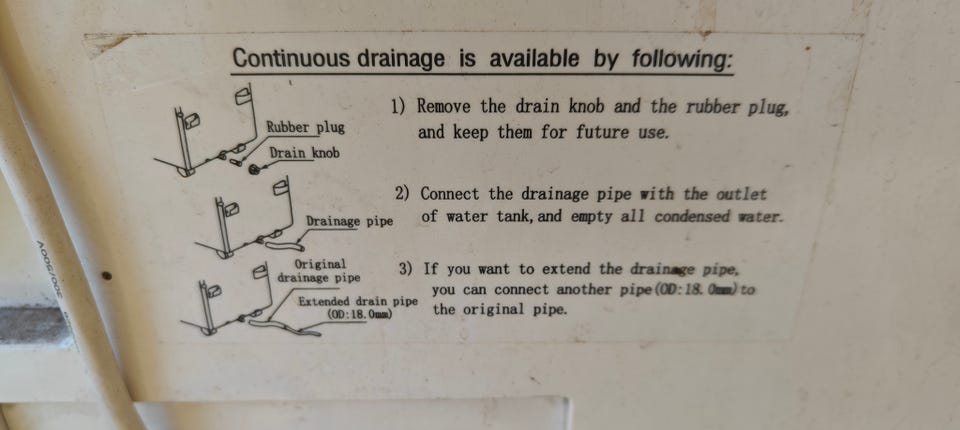 Continuous drainage is available by following:
Rubber plug
Drain knob
1) Remove the drain knob and the rubber plug,
and keep them for future use.
Drainage pipe
2) Connect the drainage pipe with the outlet
of water tank, and empty all condensed water.
Original
drainage pipe
Extended drain pipe
(OD:18.0mm)
3) If you want to extend the drainage pipe,
you can connect another pipe(OD:18.0mm)to
the original pipe.
300/500V